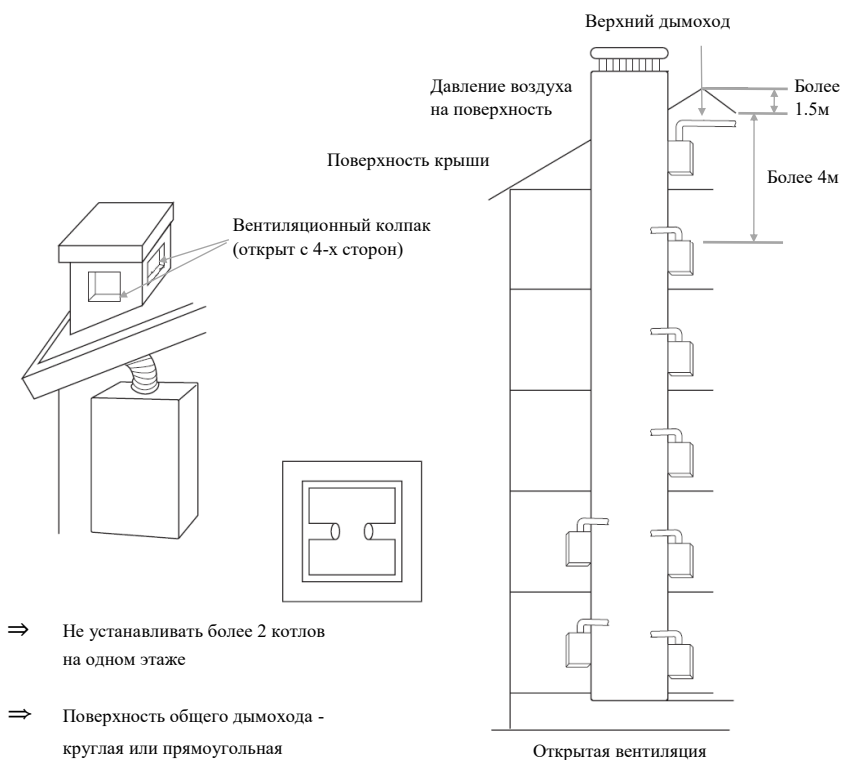 Верхний дымоход
Давление воздуха
на поверхность
Более
1.5м
Поверхность крыши
Более 4м
Вентиляционный колпак
(открыт с 4-х сторон)
⇒ Не устанавливать более 2 котлов
на одном этаже
⇒ Поверхность общего дымохода -
круглая или прямоугольная
Открытая вентиляция